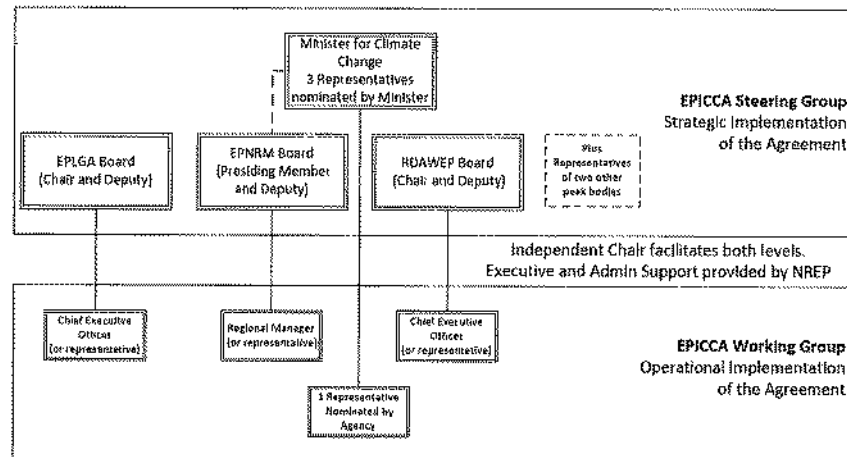 Minister for Climate
Change
3 Representatives
nominated by Minister
EPICCA Steering Group
Strategic Implementation
of the Agreement
EPLGA Board
(Chair and Deputy)
EPNRM Board
(Presiding Member
and Deputy)
RDAWEP Board
(Chair and Deputy)
Plus
Representatives
of two other
peak bodies
Independent Chair facilitates both levels.
Executive and Admin Support provided by NREP
Chief Executive
Officer
(or representative)
Regional Manager
(or representative)
Chief Executive
Officer
(or representative)
EPICCA Working Group
Operational Implementation
of the Agreement
1 Representative
Nominated by
Agency